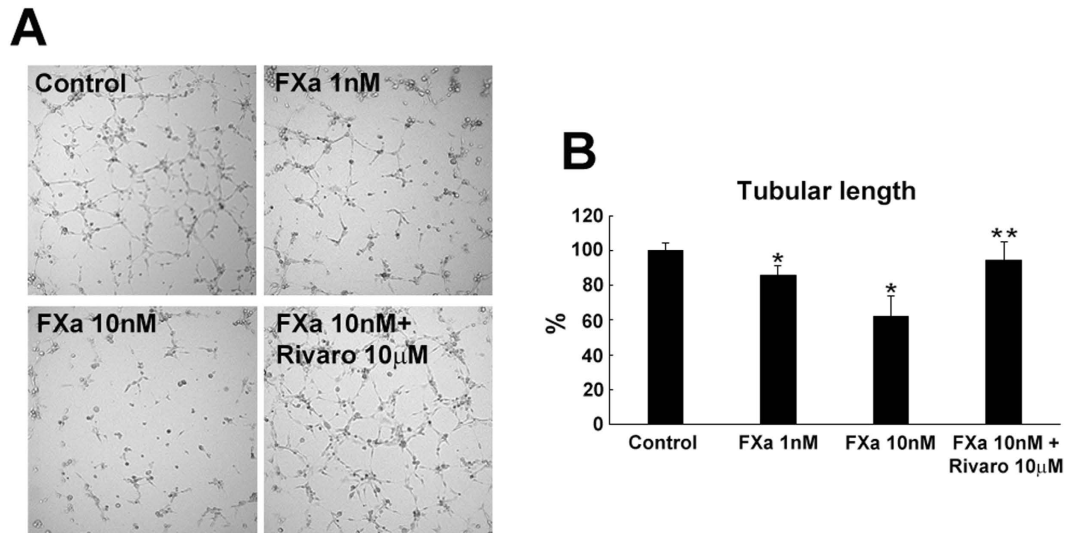 A
Control
FXa 1nM
FXa 10nM
FXa 10nM+
Rivaro 10μM
B
Tubular length
120
100
80
60
40
20
0
%
*
*
**
Control
FXa 1nM
FXa 10nM
FXa 10nM +
Rivaro 10μM